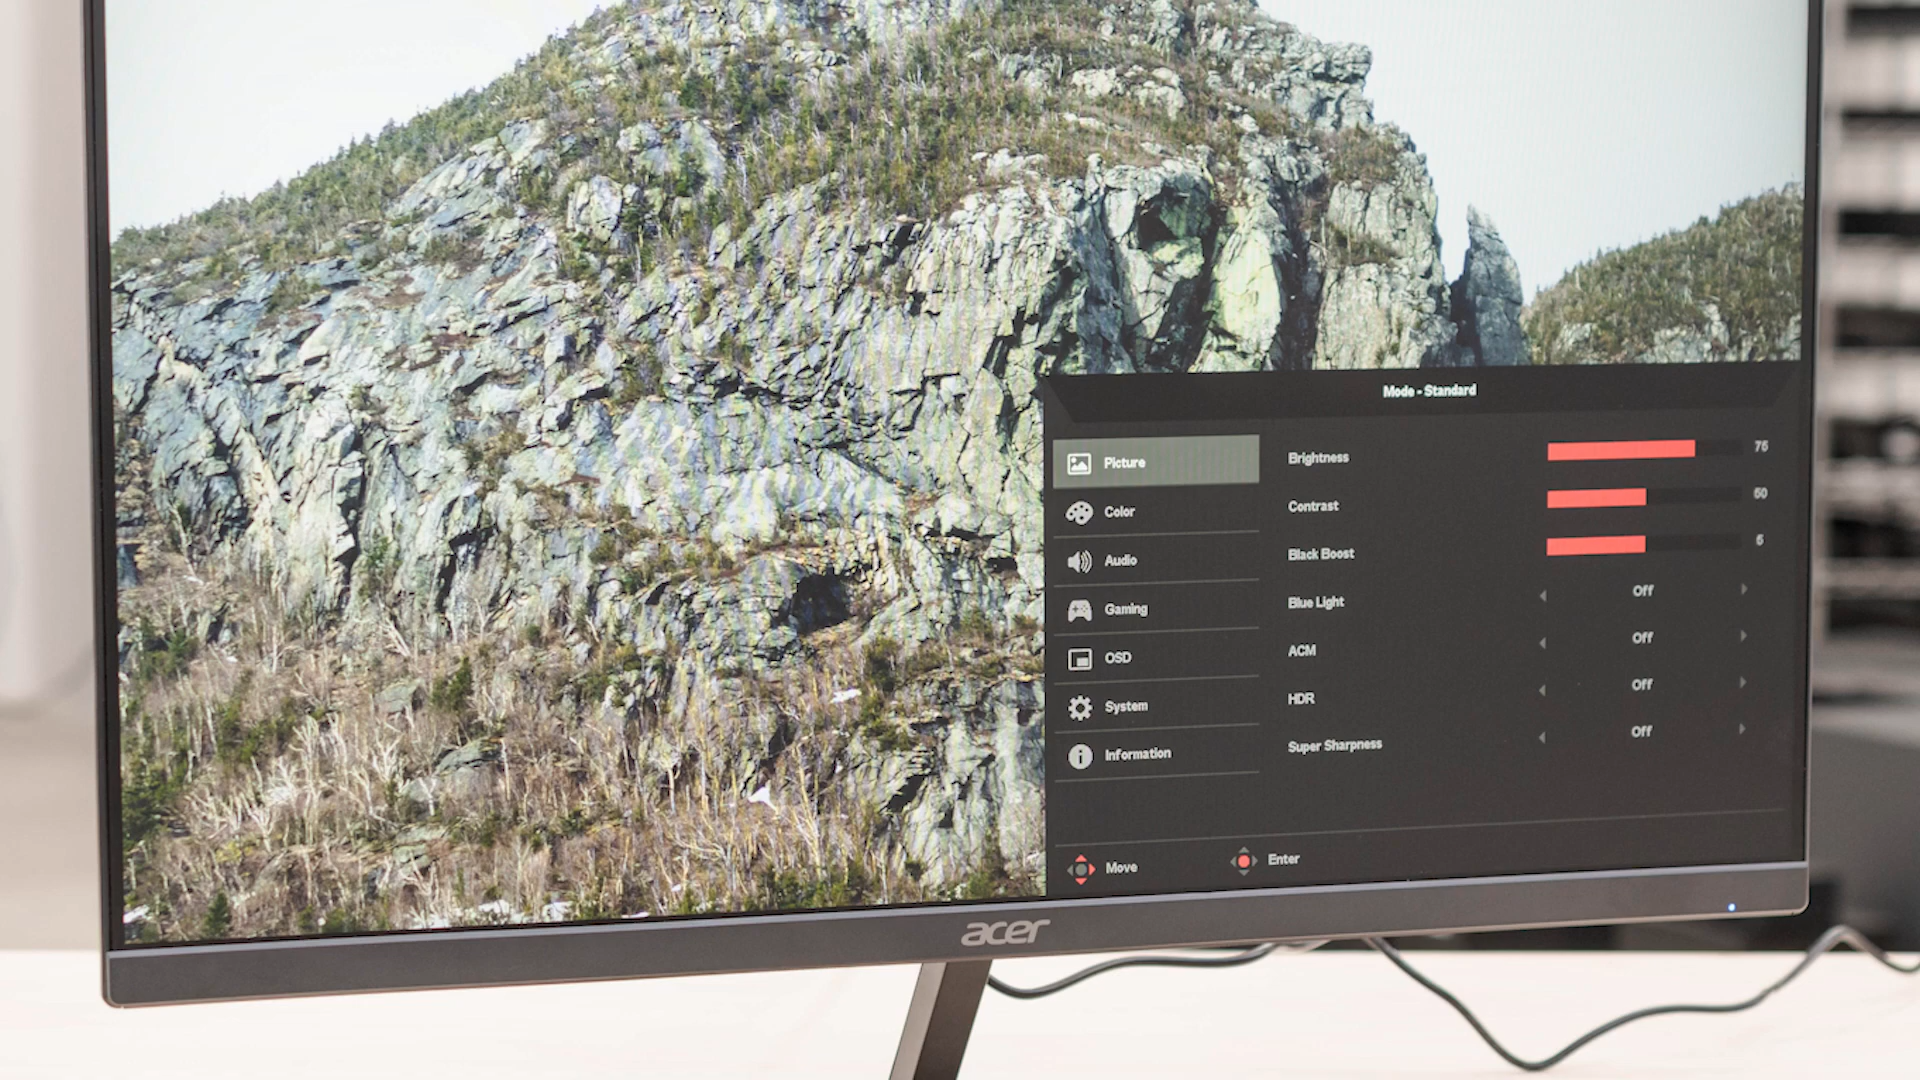 Mode - Standard
Picture
Color
Audio
Gaming
OSD
System
Information
Brightness 75
Contrast 50
Black Boost 5
Blue Light Off
ACM Off
HDR Off
Super Sharpness Off
Move Enter
acer